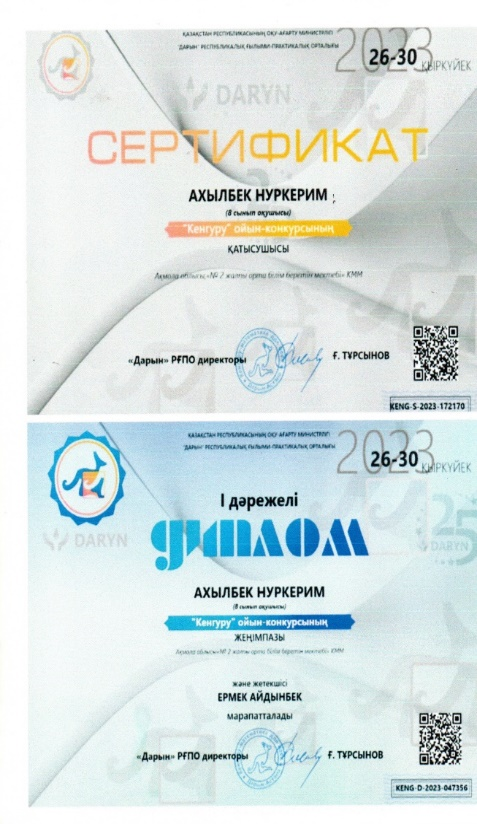 ҚАЗАҚСТАН РЕСПУБЛИКАСЫНЫҢ ОҚУ-АҒАРТУ МИНИСТРЛІГІ
"ДАРЫН" РЕСПУБЛИКАЛЫҚ ҒЫЛЫМИ-ПРАКТИКАЛЫҚ ОРТАЛЫҒЫ
2023
26-30
ҚЫРКҮЙЕК
DARYN
СЕРТИФИКАТ
АХЫЛБЕК НУРКЕРИМ ;
(8 сынып оқушысы)
"Кенгуру" ойын-конкурсының
ҚАТЫСУШЫСЫ
Ақмола облысы,«№ 2 жалпы орта білім беретін мектебі» КММ
«Дарын» РҒПО директоры
Ғ. ТҰРСЫНОВ
KENG-S-2023-172170
ҚАЗАҚСТАН РЕСПУБЛИКАСЫНЫҢ ОҚУ-АҒАРТУ МИНИСТРЛІГІ
"ДАРЫН" РЕСПУБЛИКАЛЫҚ ҒЫЛЫМИ-ПРАКТИКАЛЫҚ ОРТАЛЫҒЫ
2023
26-30
ҚЫРКҮЙЕК
DARYN
25
DARYN
І дәрежелі
ДИПЛОМ
АХЫЛБЕК НУРКЕРИМ
(8 сынып оқушысы)
"Кенгуру" ойын-конкурсының
ЖЕҢІМПАЗЫ
Ақмола облысы«№ 2 жалпы орта білім беретін мектебі» КММ
және жетекшісі
ЕРМЕК АЙДЫНБЕК
марапатталады
«Дарын» РҒПО директоры
Ғ. ТҰРСЫНОВ
KENG-D-2023-047356